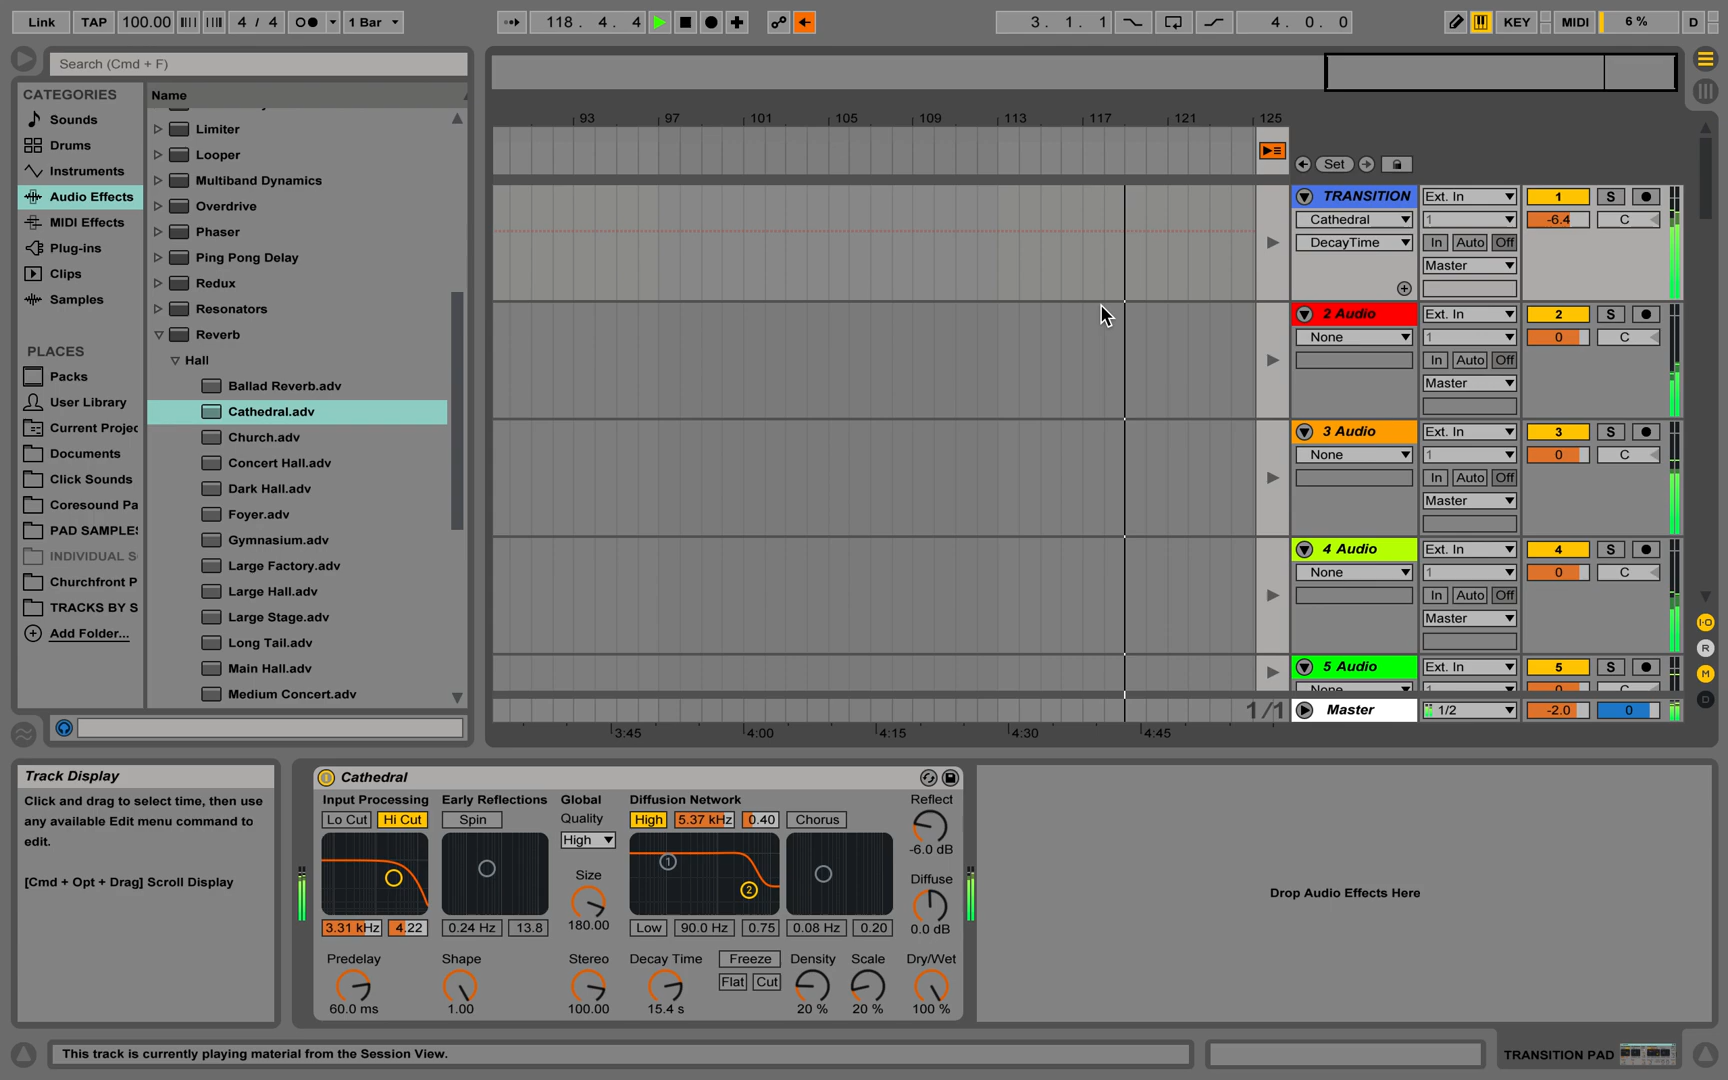 Link TAP 100.00 4 / 4 1 Bar 118 . 4 . 4 3 . 1 . 1 4 . 0 . 0 KEY MIDI 6 % D
Search (Cmd + F)
CATEGORIES
Sounds
Drums
Instruments
Audio Effects
MIDI Effects
Plug-ins
Clips
Samples
PLACES
Packs
User Library
Current Projec
Documents
Click Sounds
Coresound Pa
PAD SAMPLES
INDIVIDUAL S
Churchfront P
TRACKS BY S
Add Folder...
Name
Limiter
Looper
Multiband Dynamics
Overdrive
Phaser
Ping Pong Delay
Redux
Resonators
Reverb
Hall
Ballad Reverb.adv
Cathedral.adv
Church.adv
Concert Hall.adv
Dark Hall.adv
Foyer.adv
Gymnasium.adv
Large Factory.adv
Large Hall.adv
Large Stage.adv
Long Tail.adv
Main Hall.adv
Medium Concert.adv
93 97 101 105 109 113 117 121 125
Set
TRANSITION Ext. In 1 S
Cathedral 1 -6.4 C
DecayTime In Auto Off
Master
2 Audio Ext. In 2 S
None 1 0 C
In Auto Off
Master
3 Audio Ext. In 3 S
None 1 0 C
In Auto Off
Master
4 Audio Ext. In 4 S
None 1 0 C
In Auto Off
Master
5 Audio Ext. In 5 S
None 1 0 C
1/1 Master 1/2 -2.0 0
3:45 4:00 4:15 4:30 4:45
I·O
R
M
D
Track Display
Click and drag to select time, then use
any available Edit menu command to
edit.
[Cmd + Opt + Drag] Scroll Display
Cathedral
Input Processing Early Reflections Global Diffusion Network Reflect
Lo Cut Hi Cut Spin Quality High 5.37 kHz 0.40 Chorus
High
1
2
-6.0 dB
Size Diffuse
180.00 0.0 dB
3.31 kHz 4.22 0.24 Hz 13.8 Low 90.0 Hz 0.75 0.08 Hz 0.20
Predelay Shape Stereo Decay Time Freeze Density Scale Dry/Wet
Flat Cut
60.0 ms 1.00 100.00 15.4 s 20 % 20 % 100 %
Drop Audio Effects Here
This track is currently playing material from the Session View.
TRANSITION PAD